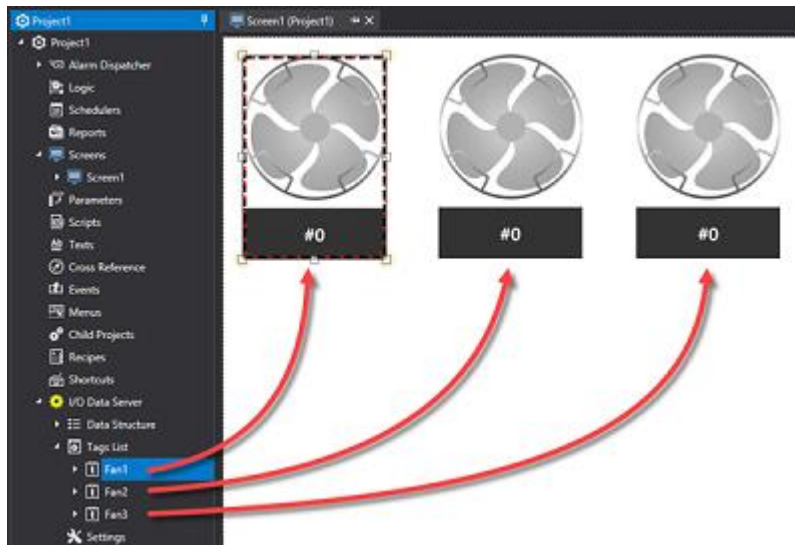 Project1
Screen1 (Project1)
Project1
Alarm Dispatcher
Logic
Schedulers
Reports
Screens
Screen1
Parameters
Scripts
Texts
Cross Reference
Events
Menus
Child Projects
Recipes
Shortcuts
I/O Data Server
Data Structure
Tags List
Fan1
Fan2
Fan3
Settings
#0
#0
#0